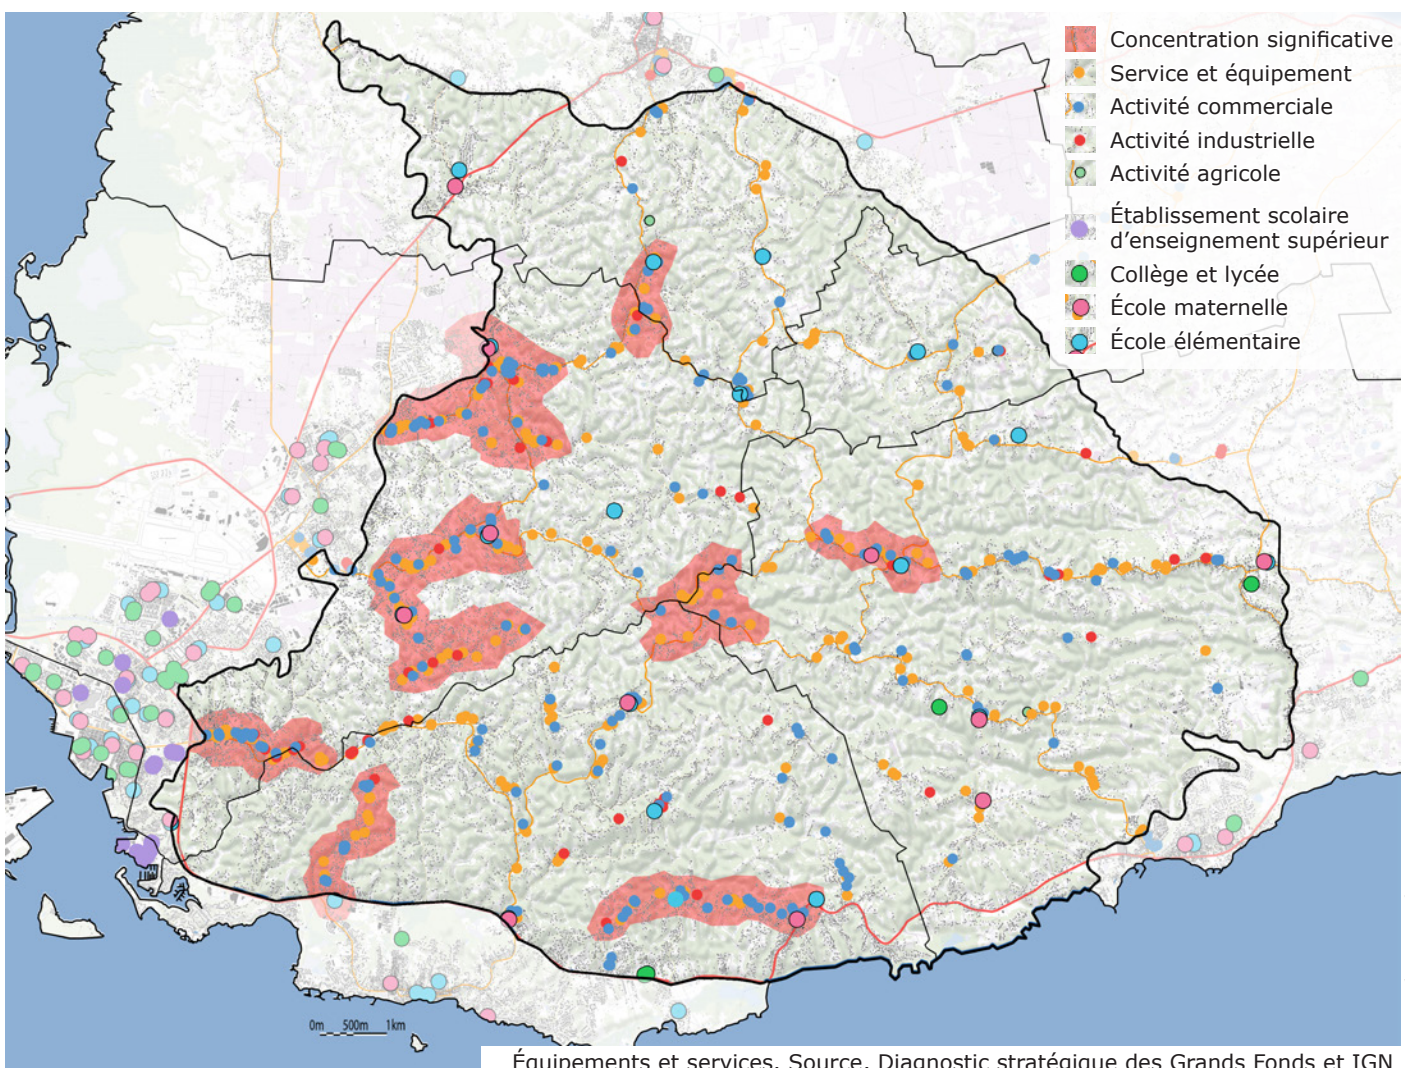 Concentration significative
Service et équipement
Activité commerciale
Activité industrielle
Activité agricole
Établissement scolaire
d'enseignement supérieur
Collège et lycée
École maternelle
École élémentaire
0m 500m 1km
Équipements et services. Source. Diagnostic stratégique des Grands Fonds et IGN